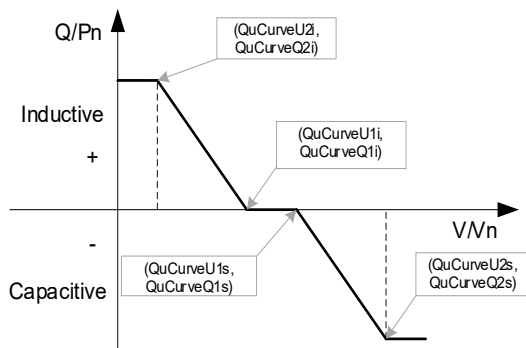 Q/Pn
(QuCurveU2i,
QuCurveQ2i)
Inductive
+
(QuCurveU1i,
QuCurveQ1i)
V/Vn
-
Capacitive
(QuCurveU1s,
QuCurveQ1s)
(QuCurveU2s,
QuCurveQ2s)